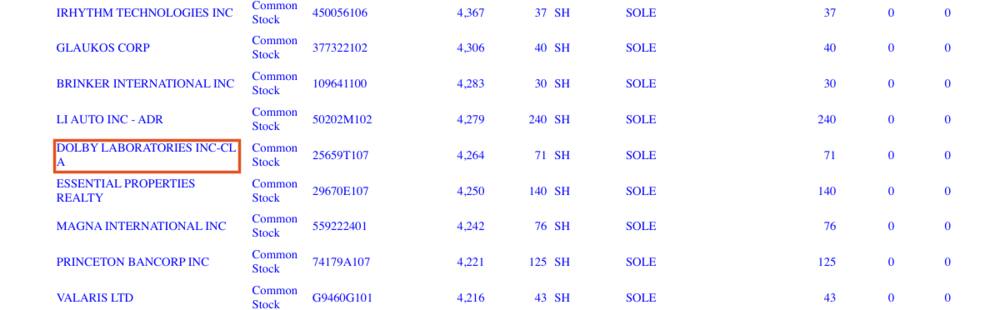 IRHYTHM TECHNOLOGIES INC Common Stock 450056106 4,367 37 SH SOLE 37 0 0
GLAUKOS CORP Common Stock 377322102 4,306 40 SH SOLE 40 0 0
BRINKER INTERNATIONAL INC Common Stock 109641100 4,283 30 SH SOLE 30 0 0
LI AUTO INC - ADR Common Stock 50202M102 4,279 240 SH SOLE 240 0 0
DOLBY LABORATORIES INC-CL A Common Stock 25659T107 4,264 71 SH SOLE 71 0 0
ESSENTIAL PROPERTIES REALTY Common Stock 29670E107 4,250 140 SH SOLE 140 0 0
MAGNA INTERNATIONAL INC Common Stock 559222401 4,242 76 SH SOLE 76 0 0
PRINCETON BANCORP INC Common Stock 74179A107 4,221 125 SH SOLE 125 0 0
VALARIS LTD Common Stock G9460G101 4,216 43 SH SOLE 43 0 0